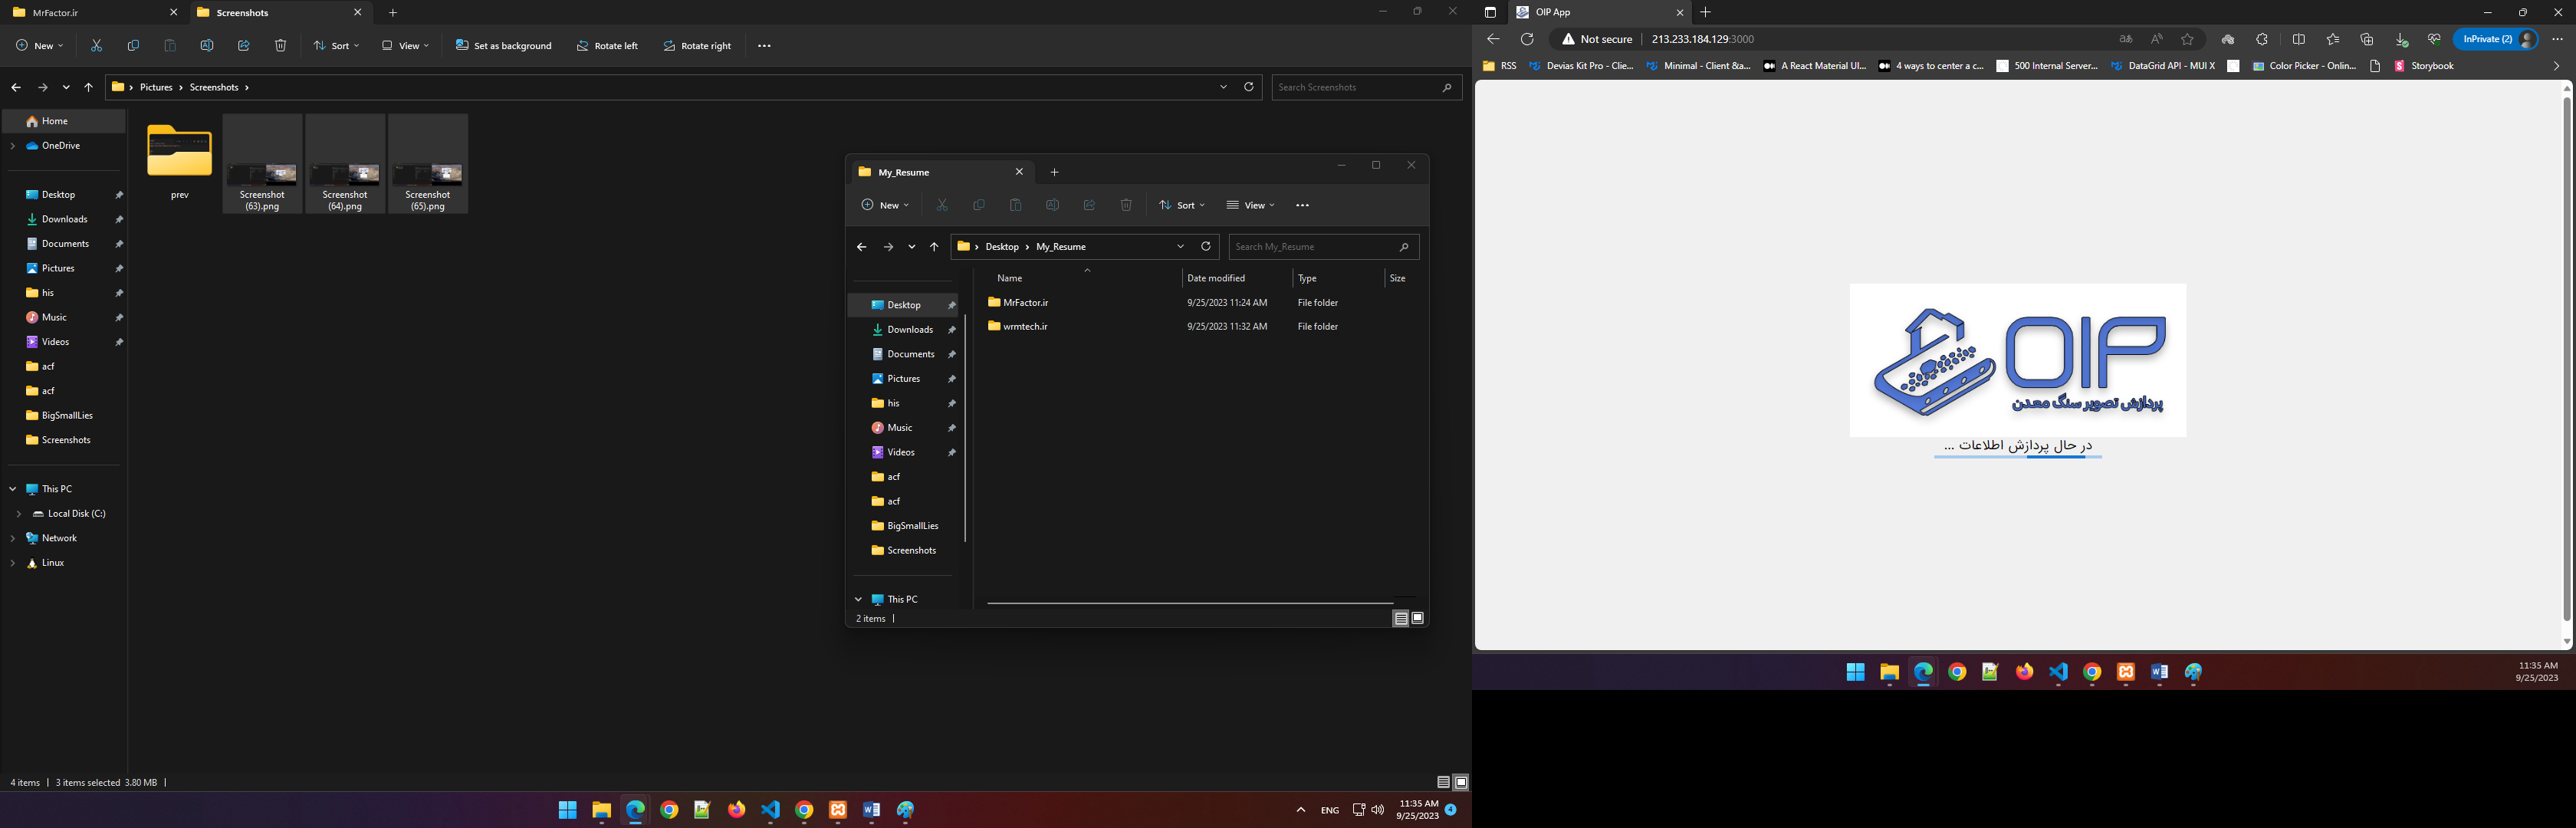 MrFactor.ir
Screenshots
New
Sort
View
Set as background
Rotate left
Rotate right
Pictures
Screenshots
Search Screenshots
Home
OneDrive
Desktop
Downloads
Documents
Pictures
his
Music
Videos
acf
acf
BigSmallLies
Screenshots
This PC
Local Disk (C:)
Network
Linux
prev
Screenshot (63).png
Screenshot (64).png
Screenshot (65).png
4 items
3 items selected 3.80 MB
My_Resume
New
Sort
View
Desktop
My_Resume
Search My_Resume
Name
Date modified
Type
Size
MrFactor.ir
9/25/2023 11:24 AM
File folder
wrmtech.ir
9/25/2023 11:32 AM
File folder
Desktop
Downloads
Documents
Pictures
his
Music
Videos
acf
acf
BigSmallLies
Screenshots
This PC
2 items
ENG
11:35 AM
9/25/2023
4
OIP App
Not secure
213.233.184.129:3000
InPrivate (2)
RSS
Devias Kit Pro - Clie...
Minimal - Client &a...
A React Material UI...
4 ways to center a c...
500 Internal Server...
DataGrid API - MUI X
Color Picker - Onlin...
Storybook
OIP
پردازش تصویر سنگ معدن
در حال پردازش اطلاعات ...
11:35 AM
9/25/2023